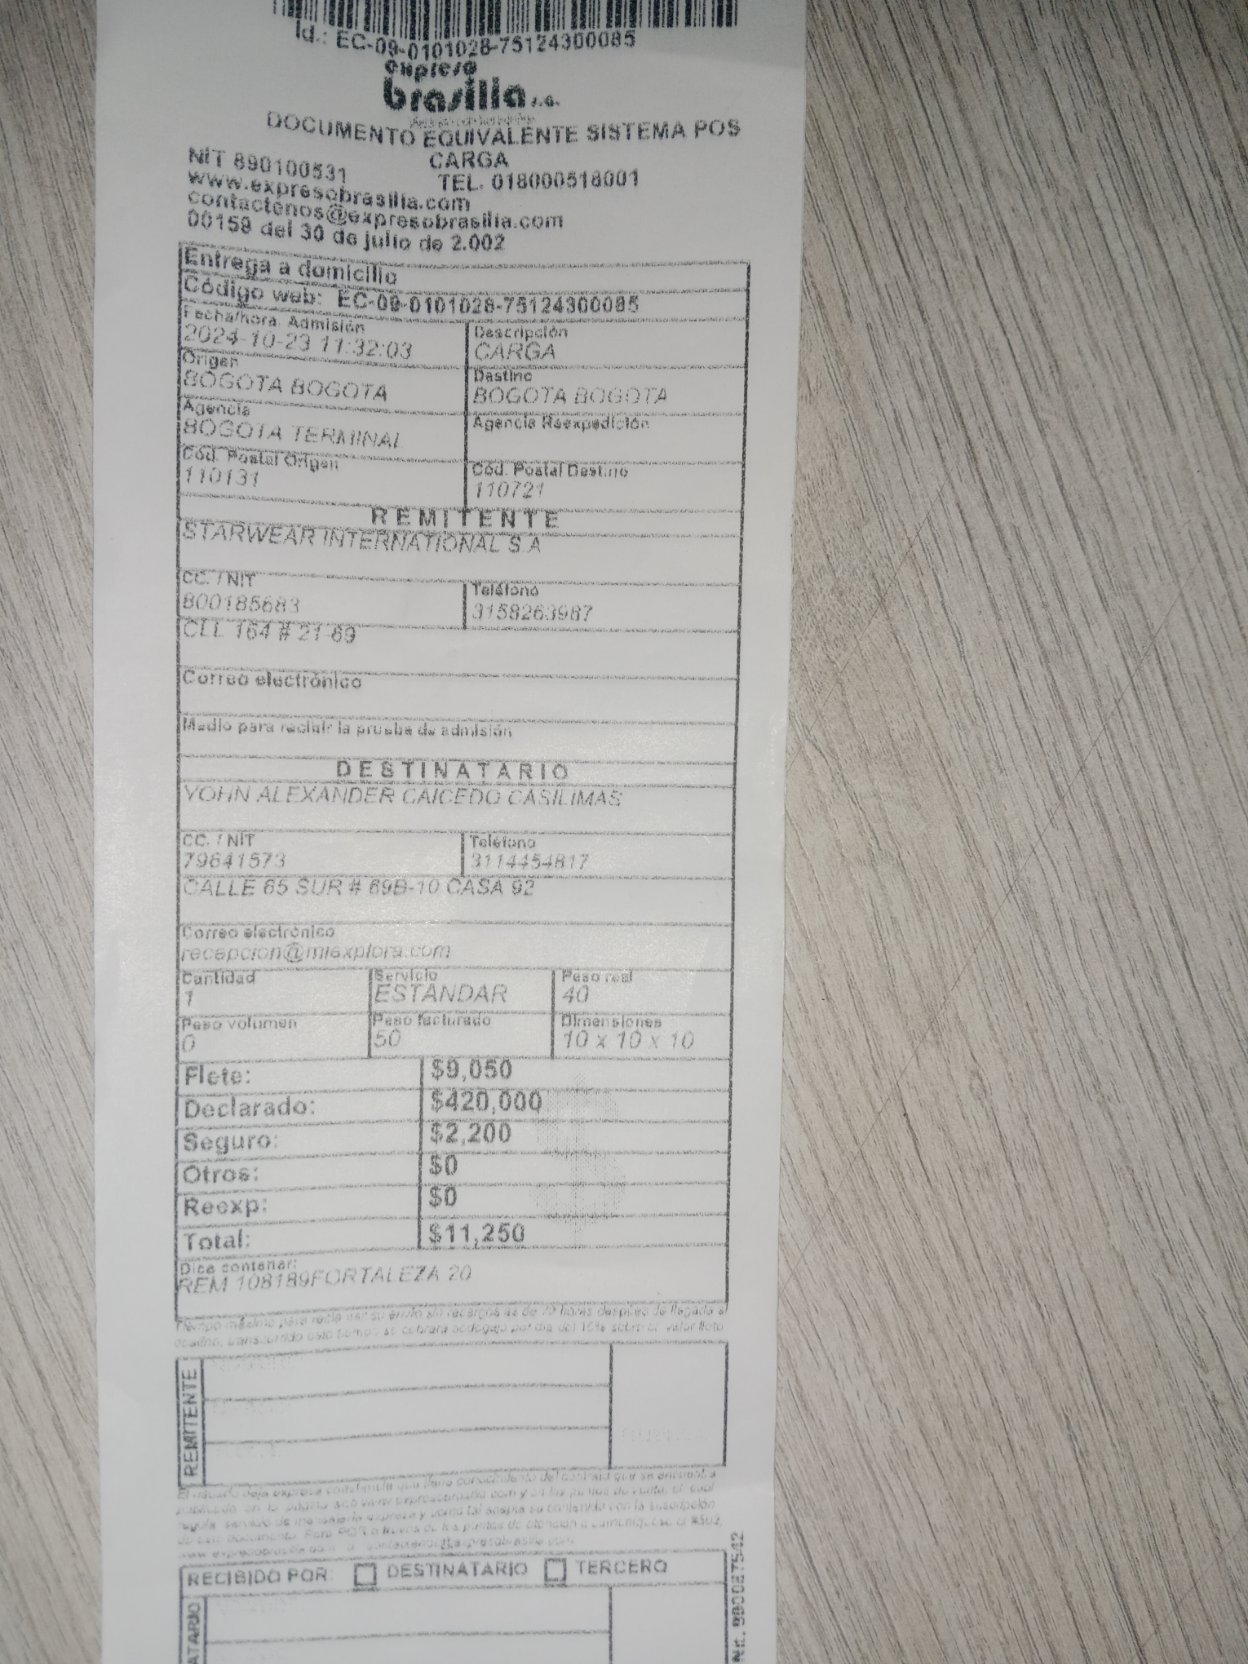 Id.: EC-09-0101028-75124300085
expreso
brasilia s.a.
DOCUMENTO EQUIVALENTE SISTEMA POS
CARGA
NIT 890100531 TEL. 018000518001
www.expresobrasilia.com
contactenos@expresobrasilia.com
00159 del 30 de julio de 2.002
Entrega a domicilio
Código web: EC-09-0101028-75124300085
Fecha/hora. Admisión Descripción
2024-10-23 11:32:03 CARGA
Origen Destino
BOGOTA BOGOTA BOGOTA BOGOTA
Agencia Agencia Reexpedición
BOGOTA TERMINAL
Cód. Postal Origen Cód. Postal Destino
110131 110721
REMITENTE
STARWEAR INTERNATIONAL S.A
CC. / NIT Teléfono
800185683 3158263987
CLL 164 # 21-69
Correo electrónico
Medio para recibir la prueba de admisión
DESTINATARIO
YOHN ALEXANDER CAICEDO CASILIMAS
CC. / NIT Teléfono
79641573 3114454817
CALLE 65 SUR # 69B-10 CASA 92
Correo electrónico
recepcion@miexplora.com
Cantidad Servicio Peso real
1 ESTANDAR 40
Peso volumen Peso facturado Dimensiones
0 50 10 x 10 x 10
Flete: $9,050
Declarado: $420,000
Seguro: $2,200
Otros: $0
Reexp: $0
Total: $11,250
Dice contener:
REM 108189FORTALEZA 20
REMITENTE
RECIBIDO POR: DESTINATARIO TERCERO